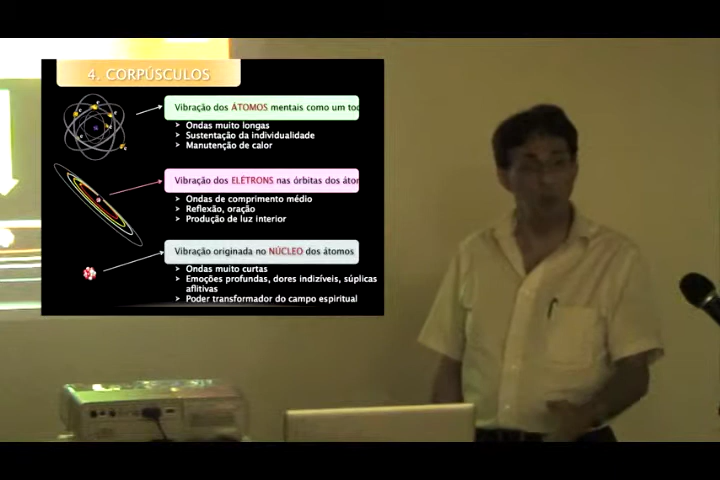 4. CORPÚSCULOS
Vibração dos ÁTOMOS mentais como um tod
Ondas muito longas
Sustentação da individualidade
Manutenção de calor
Vibração dos ELÉTRONS nas órbitas dos átom
Ondas de comprimento médio
Reflexão, oração
Produção de luz interior
Vibração originada no NÚCLEO dos átomos
Ondas muito curtas
Emoções profundas, dores indizíveis, súplicas
aflitivas
Poder transformador do campo espiritual